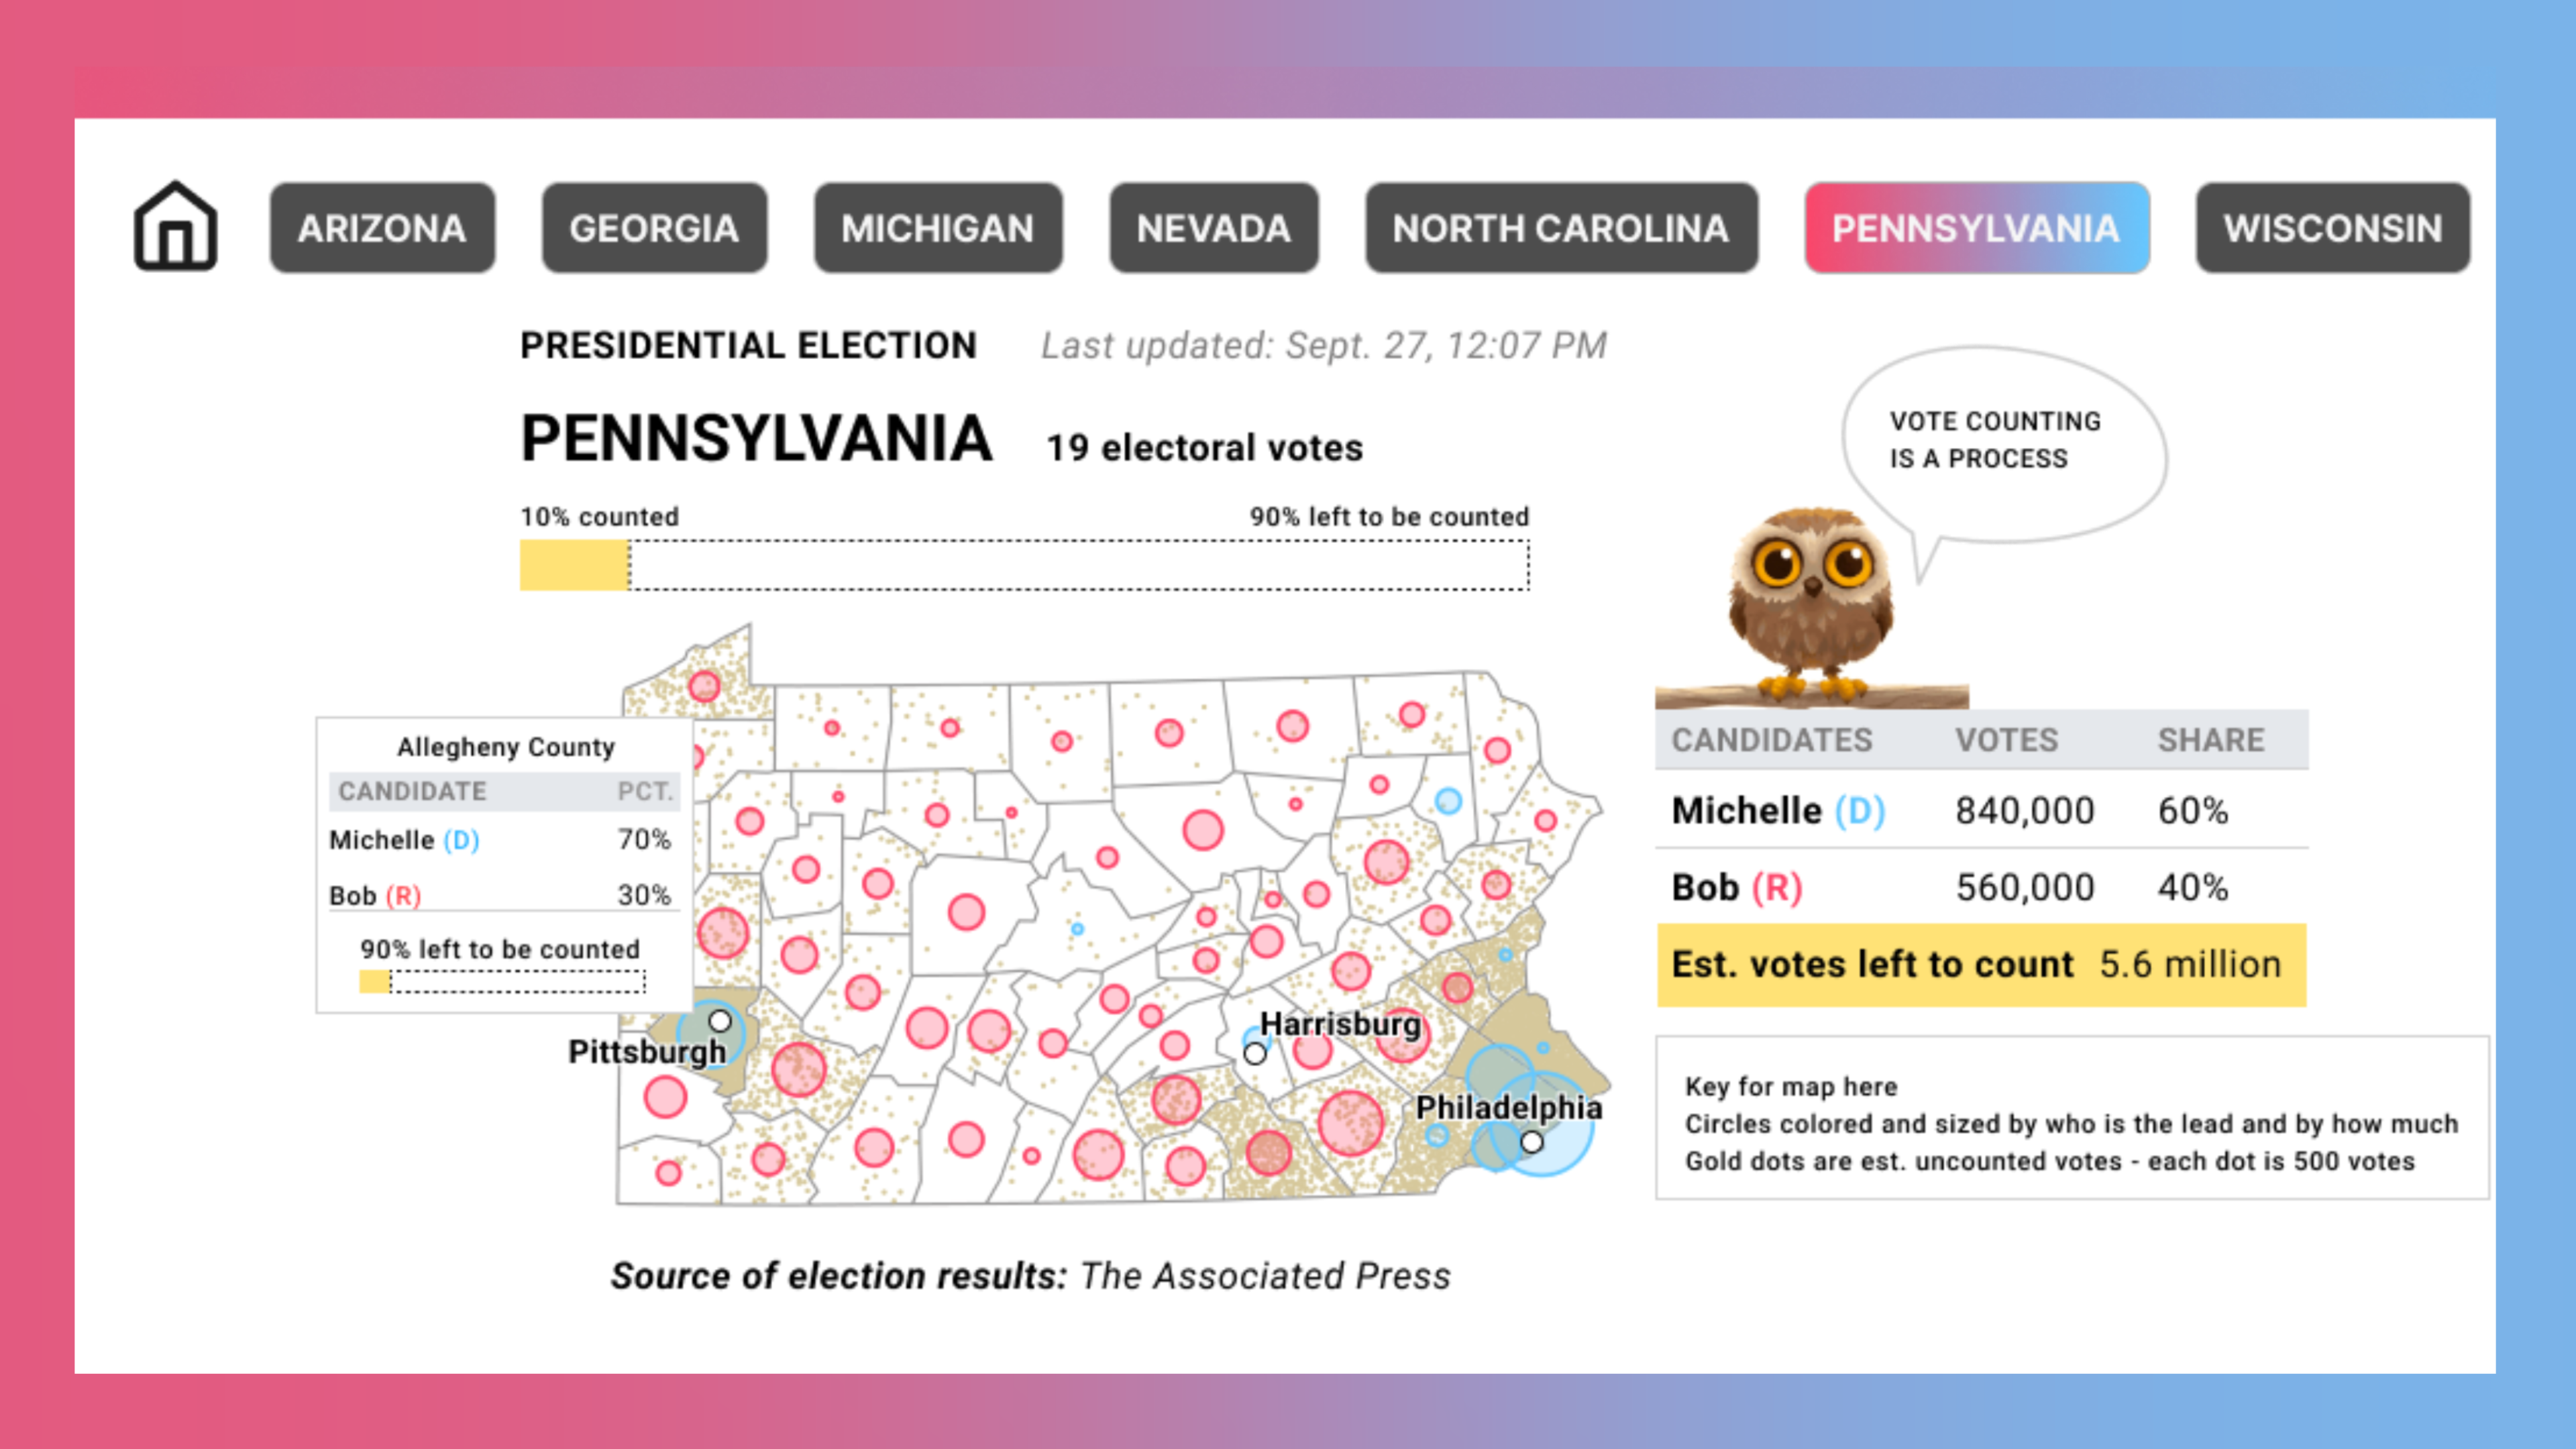 ARIZONA
GEORGIA
MICHIGAN
NEVADA
NORTH CAROLINA
PENNSYLVANIA
WISCONSIN
PRESIDENTIAL ELECTION Last updated: Sept. 27, 12:07 PM
PENNSYLVANIA 19 electoral votes
10% counted 90% left to be counted
VOTE COUNTING
IS A PROCESS
Allegheny County
CANDIDATE PCT.
Michelle (D) 70%
Bob (R) 30%
90% left to be counted
Pittsburgh
Harrisburg
Philadelphia
CANDIDATES VOTES SHARE
Michelle (D) 840,000 60%
Bob (R) 560,000 40%
Est. votes left to count 5.6 million
Key for map here
Circles colored and sized by who is the lead and by how much
Gold dots are est. uncounted votes - each dot is 500 votes
Source of election results: The Associated Press